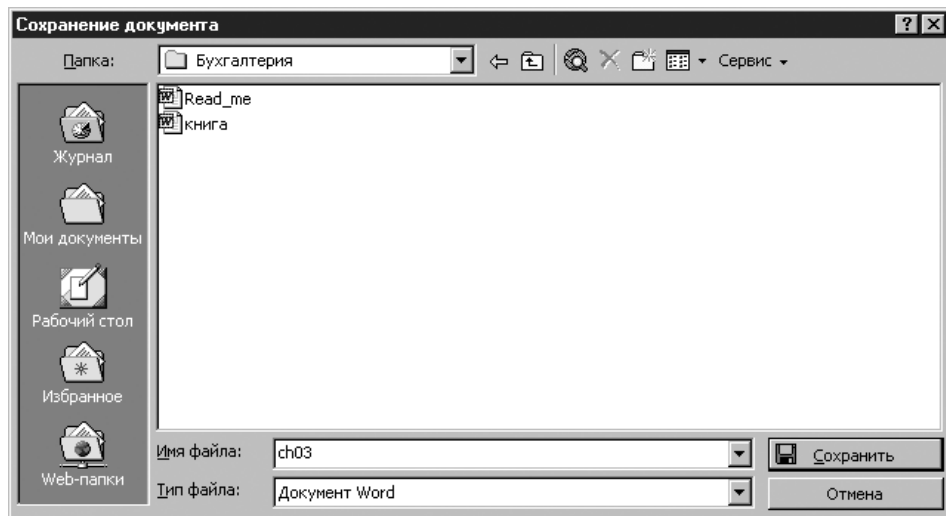 Сохранение документа
Папка: Бухгалтерия Сервис
Read_me
книга
Журнал
Мои документы
Рабочий стол
Избранное
Web-папки
Имя файла: ch03 Сохранить
Тип файла: Документ Word Отмена